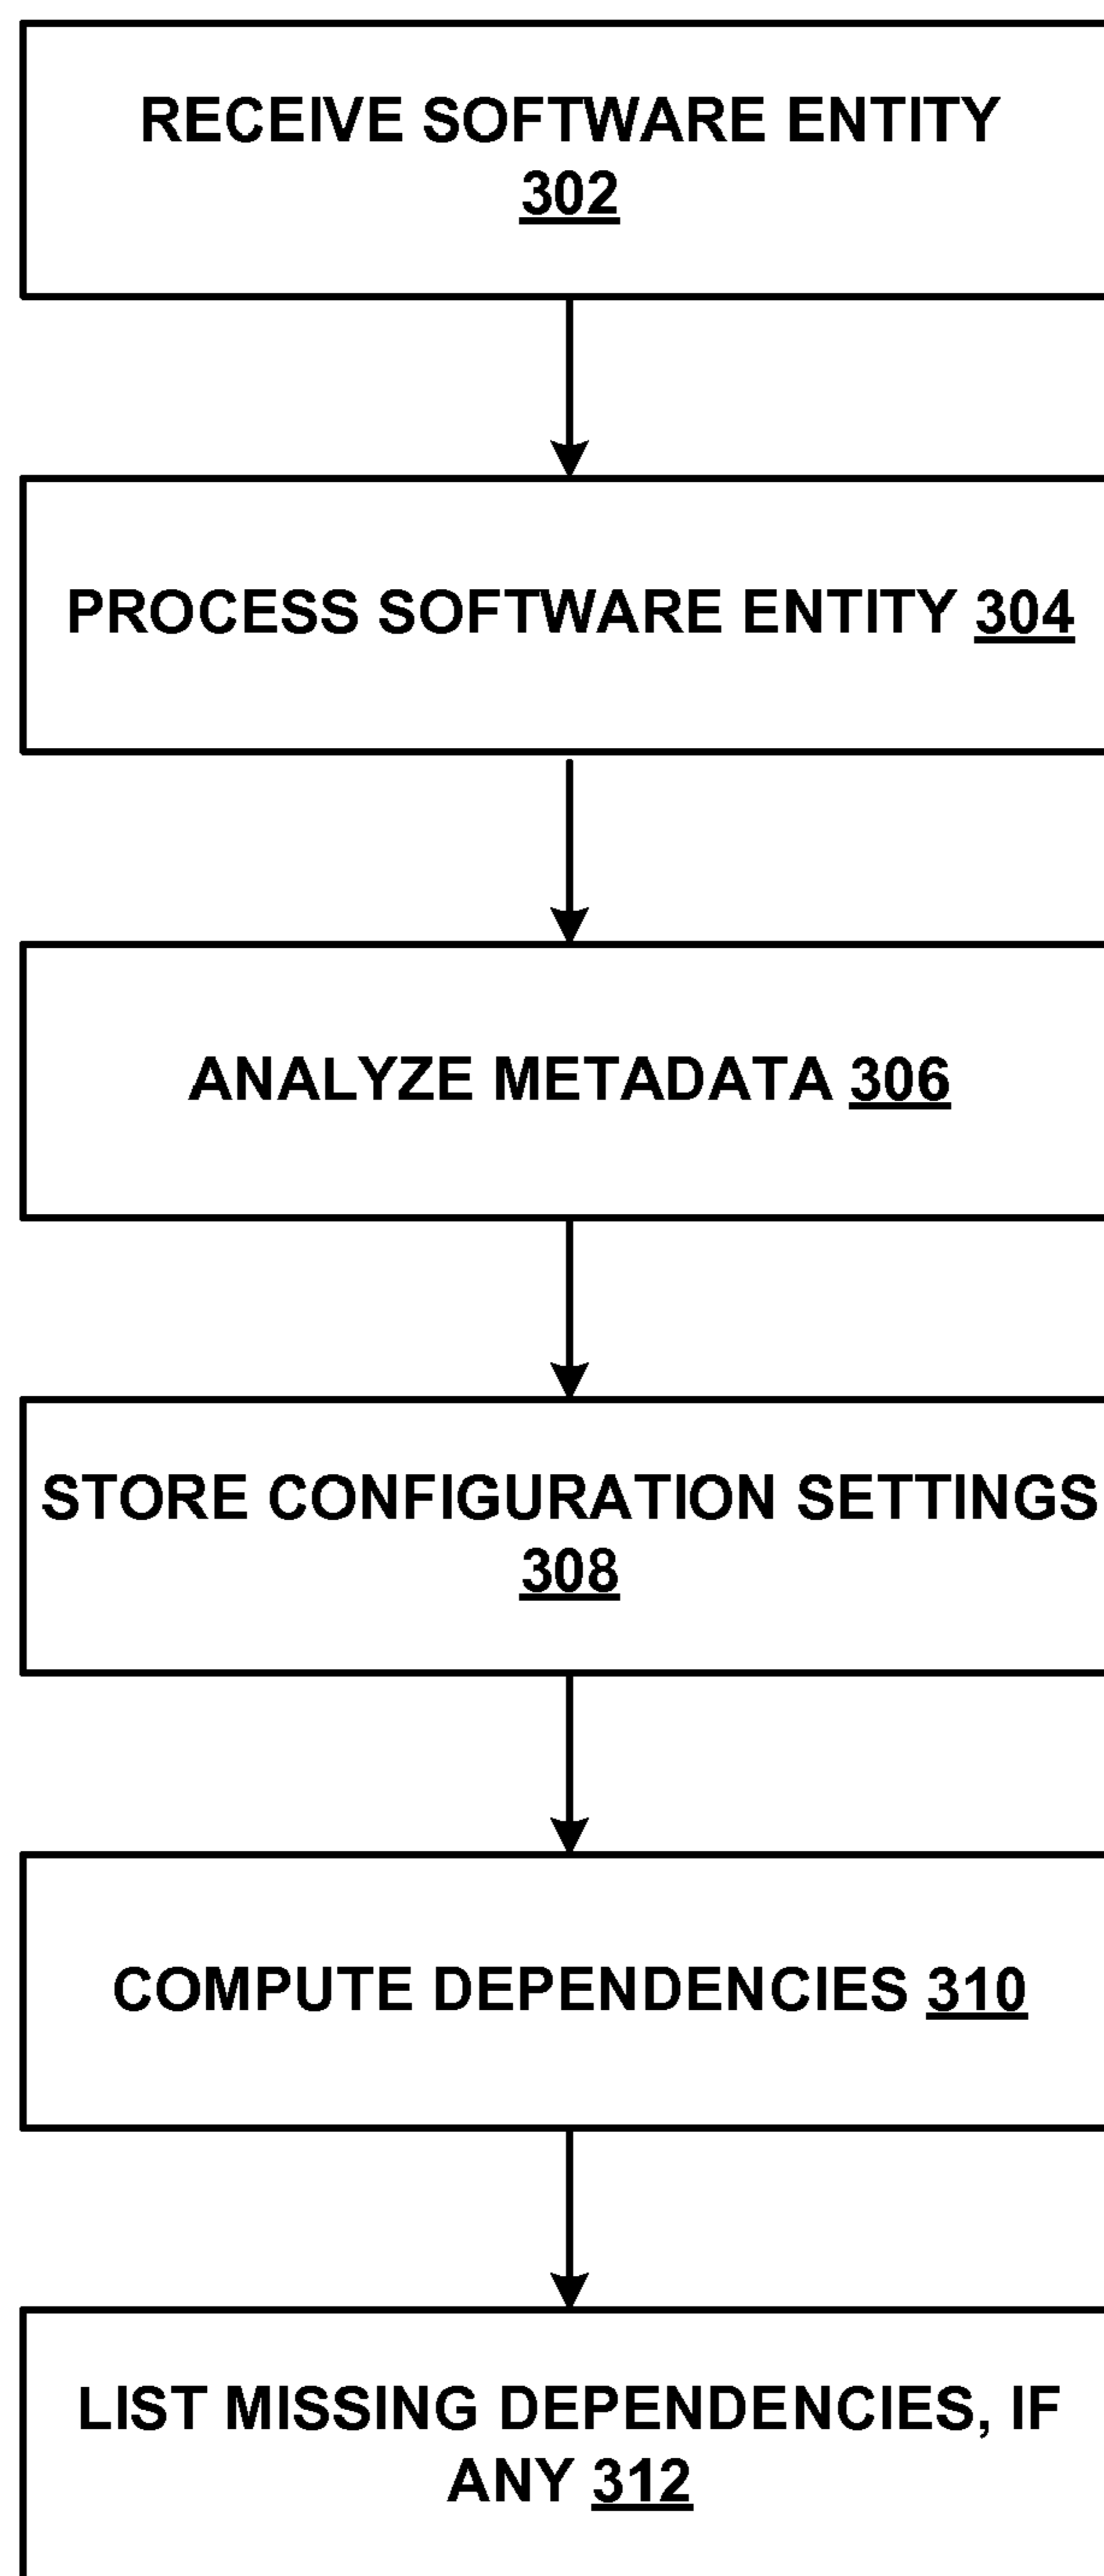 RECEIVE SOFTWARE ENTITY
302
PROCESS SOFTWARE ENTITY 304
ANALYZE METADATA 306
STORE CONFIGURATION SETTINGS
308
COMPUTE DEPENDENCIES 310
LIST MISSING DEPENDENCIES, IF
ANY 312